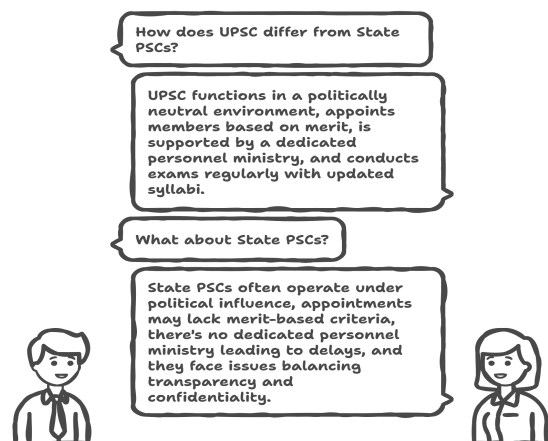 How does UPSC differ from State
PSCs?
UPSC functions in a politically
neutral environment, appoints
members based on merit, is
supported by a dedicated
personnel ministry, and conducts
exams regularly with updated
syllabi.
What about State PSCs?
State PSCs often operate under
political influence, appointments
may lack merit-based criteria,
there's no dedicated personnel
ministry leading to delays, and
they face issues balancing
transparency and
confidentiality.